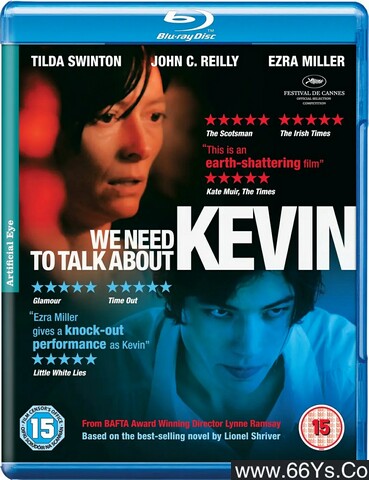 Blu-ray Disc
TILDA SWINTON JOHN C. REILLY EZRA MILLER
FESTIVAL DE CANNES
OFFICIAL SELECTION
The Scotsman The Irish Times
"This is an
earth-shattering film"
Kate Muir, The Times
Artificial Eye
WE NEED
TO TALK ABOUT
KEVIN
Glamour Time Out
"Ezra Miller
gives a knock-out
performance as Kevin"
Little White Lies
15
15
From BAFTA Award Winning Director Lynne Ramsay
Based on the best-selling novel by Lionel Shriver
www.66Ys.Co